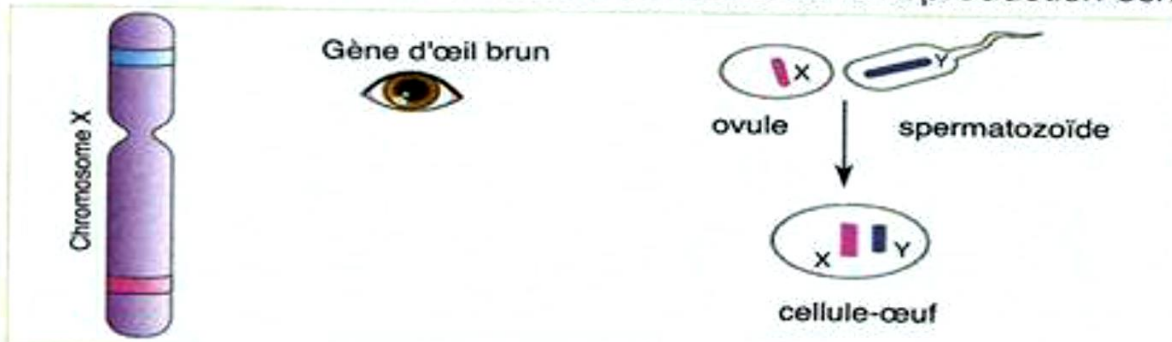 Chromosome X
Gène d'œil brun
X
Y
ovule
spermatozoïde
X
Y
cellule-œuf